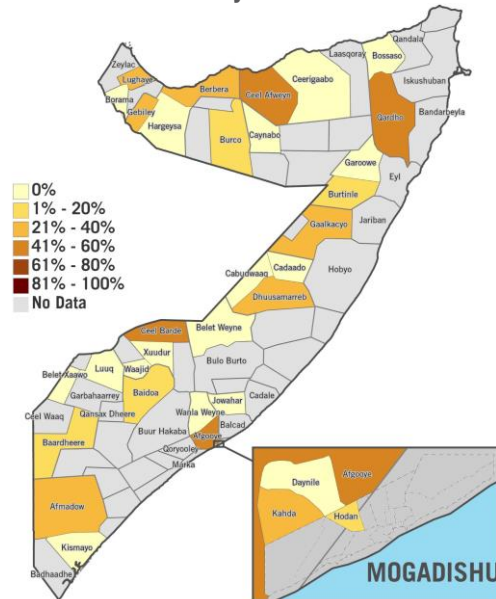 Qandala
Laasqoray
Bossaso
Zeylac
Ceerigaabo
Lughaye
Berbera
Ceel Afweyn
Iskushuban
Borama
Gebiley
Qardho
Bandarbeyla
Hargeysa
Burco
Caynabo
Garoowe
Eyl
0%
1% - 20%
21% - 40%
41% - 60%
61% - 80%
81% - 100%
No Data
Burtinle
Jariban
Gaalkacyo
Cadaado
Hobyo
Cabudwaaq
Dhuusamarreb
Ceel Barde
Belet Weyne
Xuudur
Belet-Xaawo
Luuq
Waajid
Bulo Burto
Garbahaarrey
Baidoa
Jowahar
Cadale
Ceel Waaq
Qansax Dheere
Wanla Weyne
Baardheere
Buur Hakaba
Balcad
Afgooye
Qoryooley
Marka
Afmadow
Kismayo
Badhaadhe
Daynile
Afgooye
Kahda
Hodan
MOGADISHU